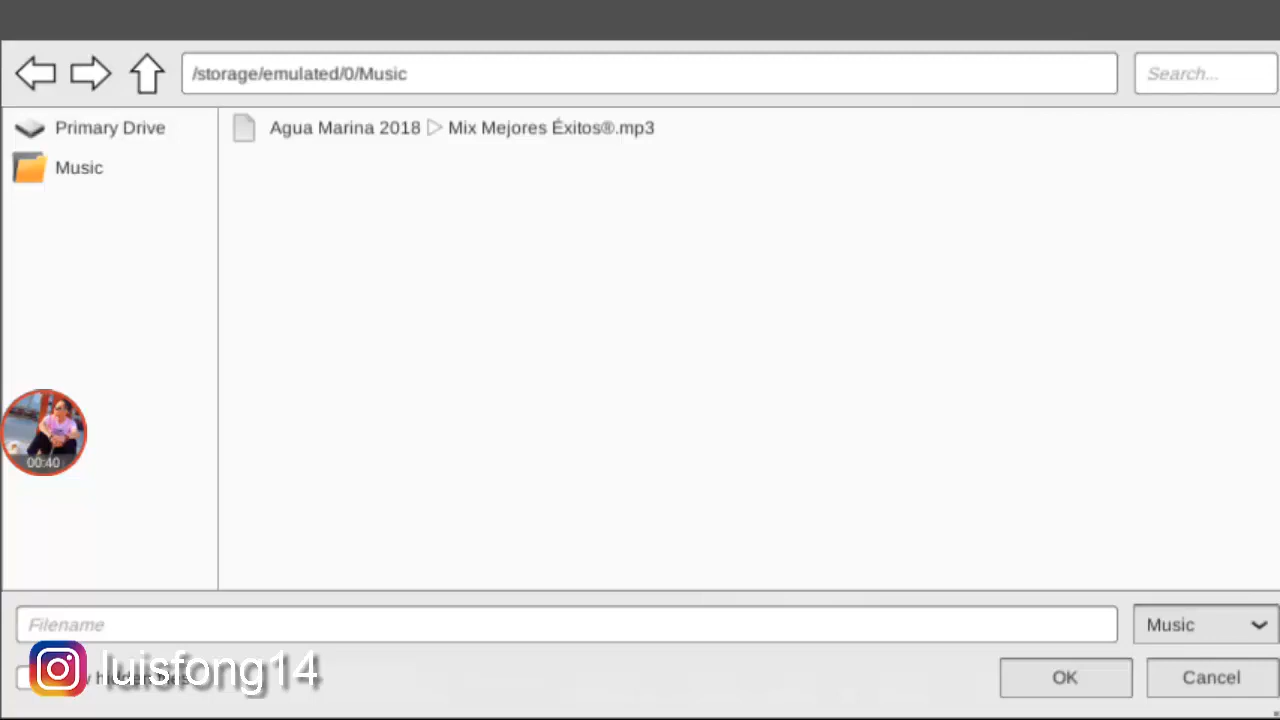 /storage/emulated/0/Music
Search...
Primary Drive
Music
Agua Marina 2018 ▷ Mix Mejores Éxitos®.mp3
00:40
Filename
Music
luisfong14
OK
Cancel